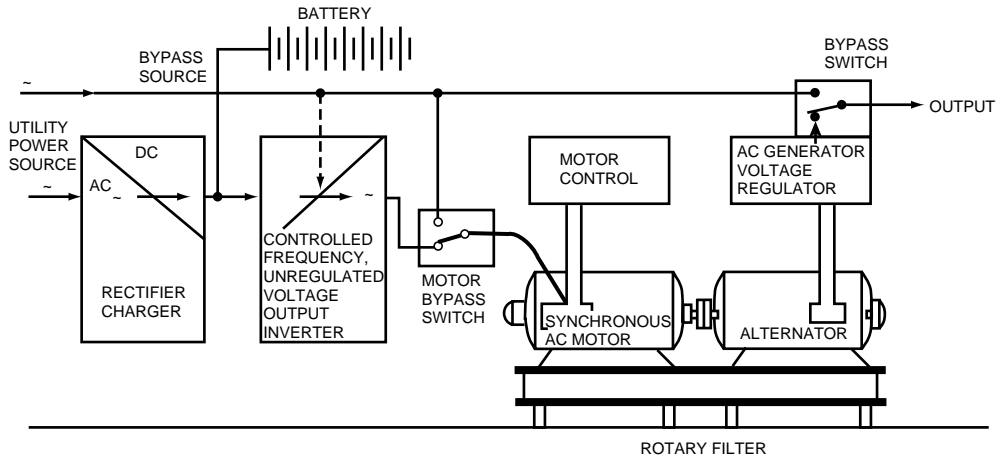 BATTERY
BYPASS
SOURCE
BYPASS
SWITCH
~
OUTPUT
UTILITY
POWER
SOURCE
~
DC
AC
~
RECTIFIER
CHARGER
~
CONTROLLED
FREQUENCY,
UNREGULATED
VOLTAGE
OUTPUT
INVERTER
MOTOR
BYPASS
SWITCH
MOTOR
CONTROL
AC GENERATOR
VOLTAGE
REGULATOR
SYNCHRONOUS
AC MOTOR
ALTERNATOR
ROTARY FILTER